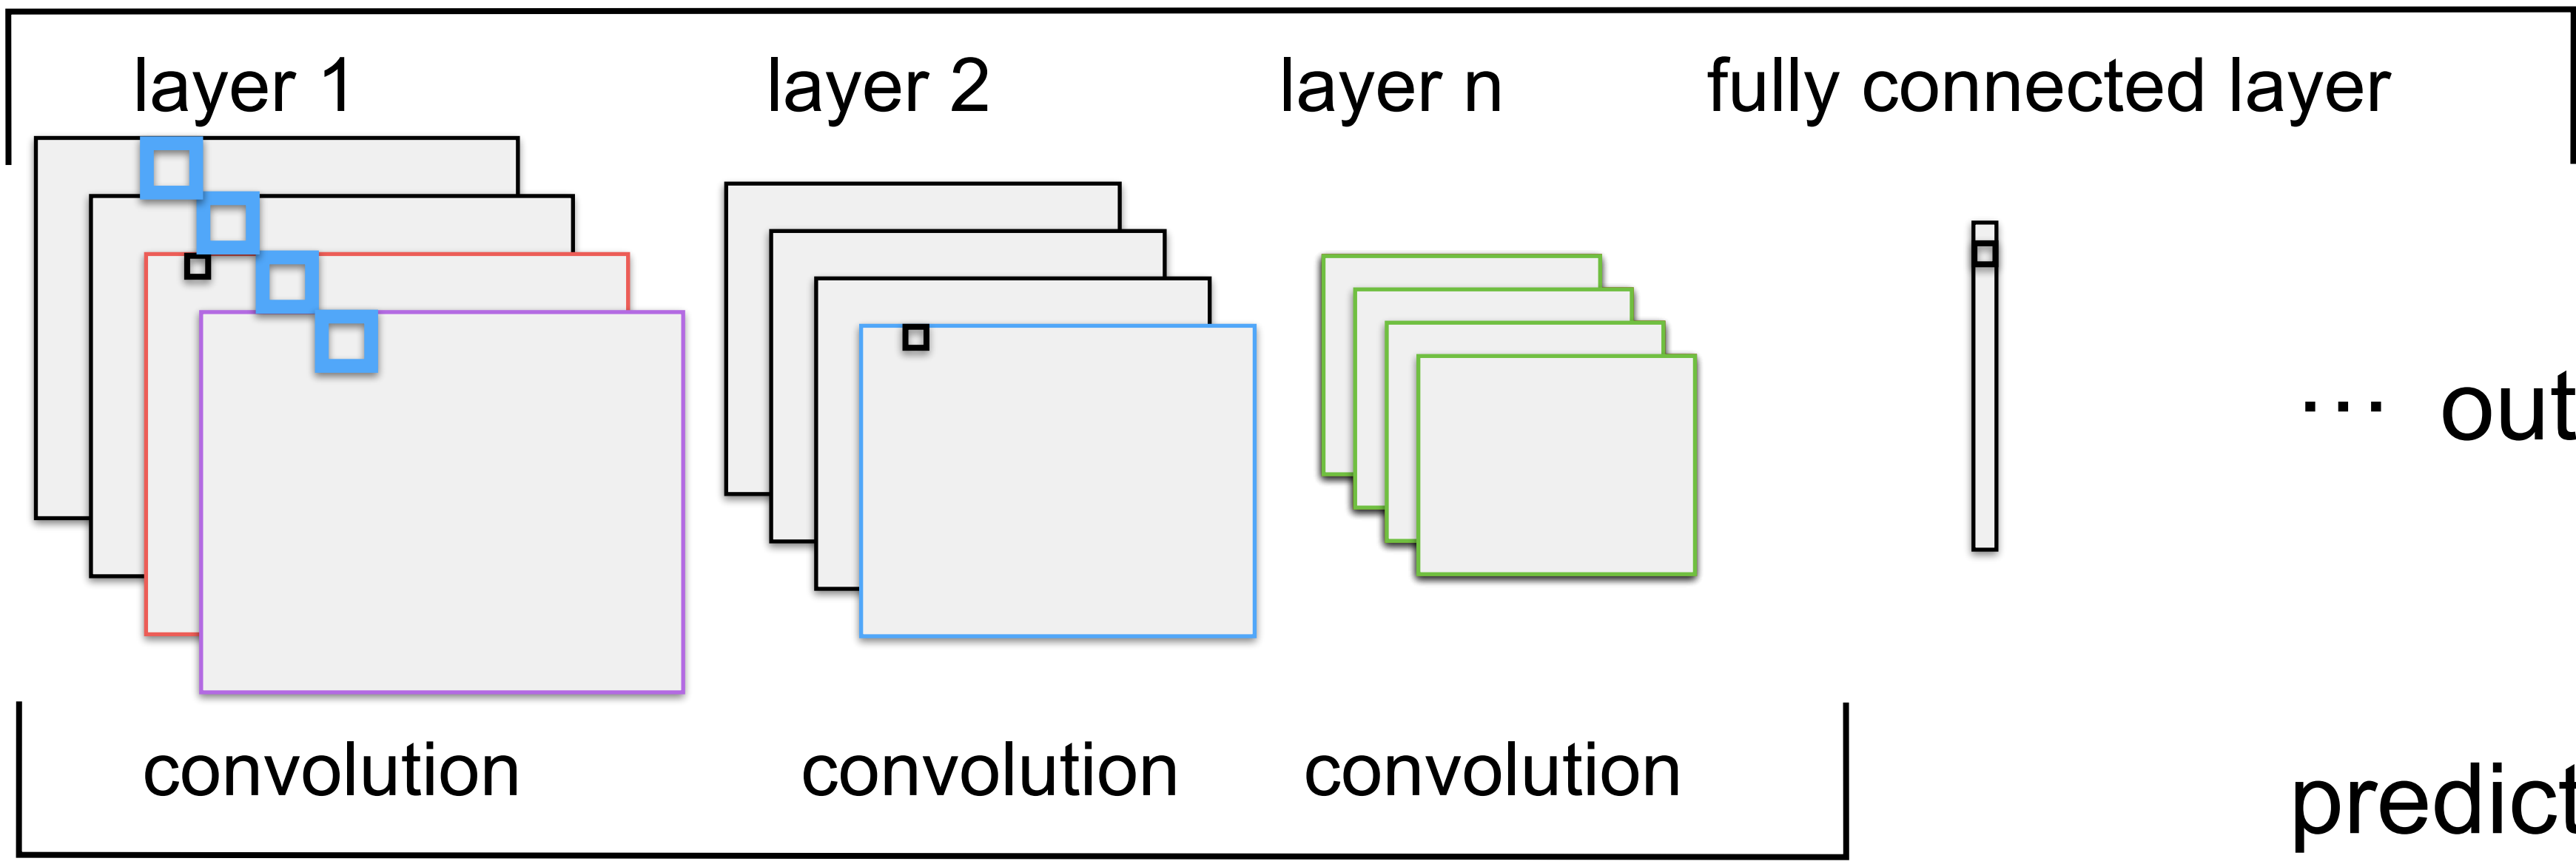 layer 1 layer 2 layer n fully connected layer
… out
convolution convolution convolution
predict